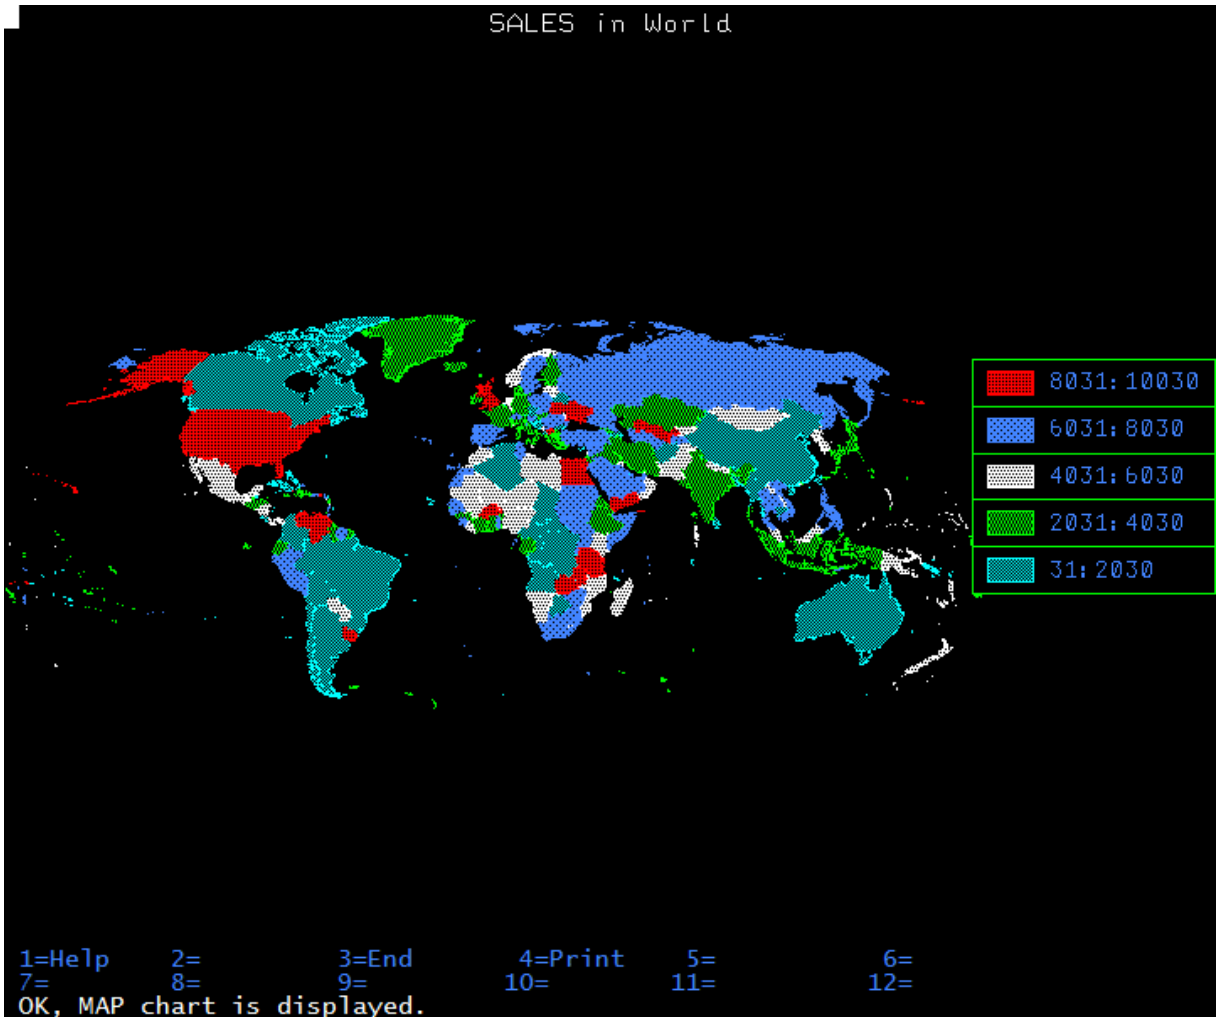 SALES in World
8031:10030
6031:8030
4031:6030
2031:4030
31:2030
1=Help 2= 3=End 4=Print 5= 6=
7= 8= 9= 10= 11= 12=
OK, MAP chart is displayed.